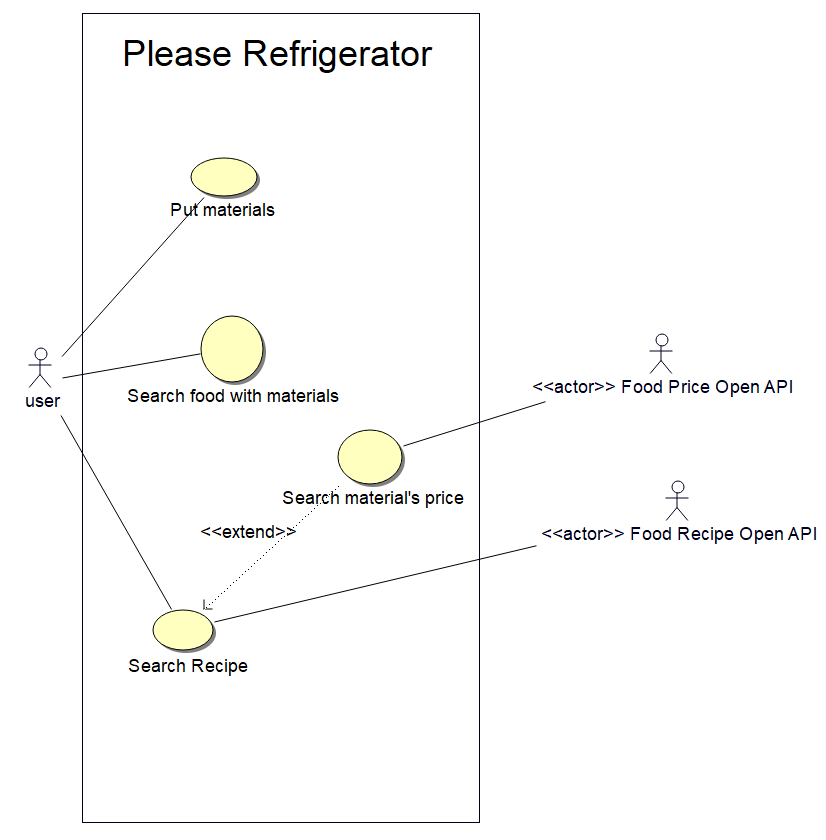 Please Refrigerator
Put materials
Search food with materials
user
<<actor>> Food Price Open API
Search material's price
<<extend>>
<<actor>> Food Recipe Open API
Search Recipe